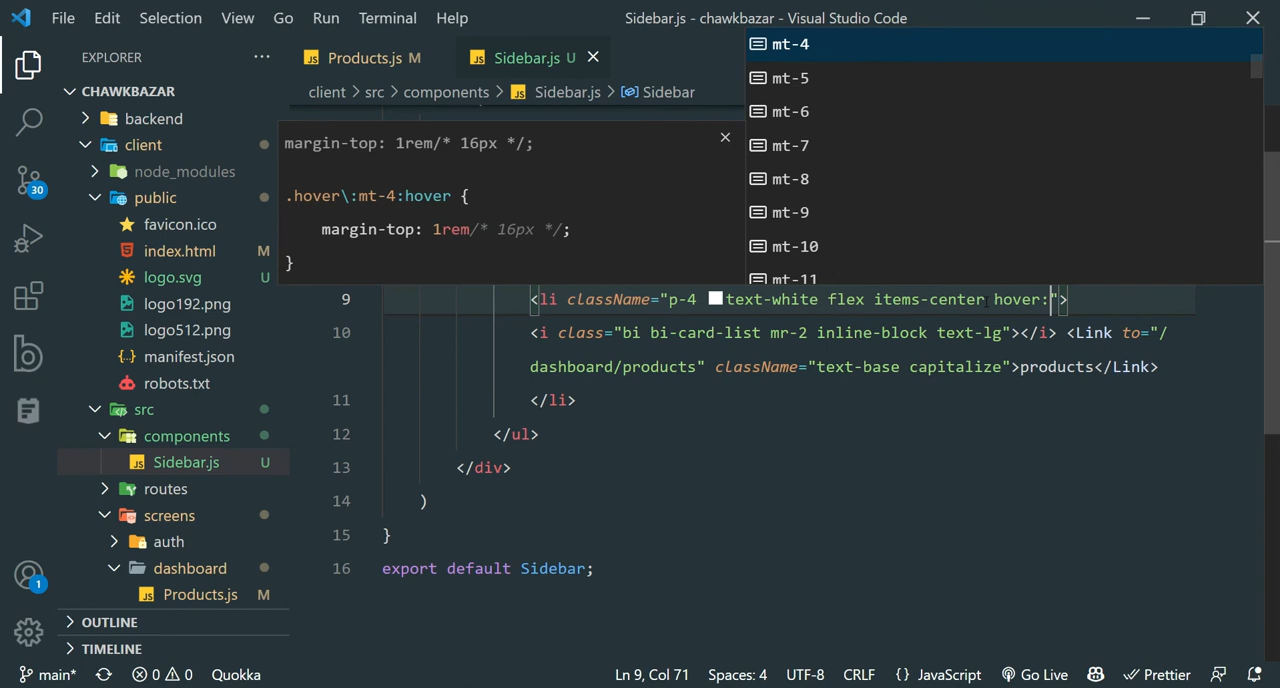 File Edit Selection View Go Run Terminal Help
Sidebar.js - chawkbazar - Visual Studio Code
EXPLORER ...
CHAWKBAZAR
backend
client
node_modules
public
favicon.ico
index.html M
logo.svg U
logo192.png
logo512.png
manifest.json
robots.txt
src
components
Sidebar.js U
routes
screens
auth
dashboard
Products.js M
OUTLINE
TIMELINE
30
1
Products.js M
Sidebar.js U
client > src > components > Sidebar.js > Sidebar
margin-top: 1rem/* 16px */;
.hover\:mt-4:hover {
margin-top: 1rem/* 16px */;
}
mt-4
mt-5
mt-6
mt-7
mt-8
mt-9
mt-10
mt-11
9 <li className="p-4 text-white flex items-center hover:">
10 <i class="bi bi-card-list mr-2 inline-block text-lg"></i> <Link to="/
dashboard/products" className="text-base capitalize">products</Link>
11 </li>
12 </ul>
13 </div>
14 )
15 }
16 export default Sidebar;
main* 0 0 Quokka
Ln 9, Col 71 Spaces: 4 UTF-8 CRLF {} JavaScript Go Live Prettier